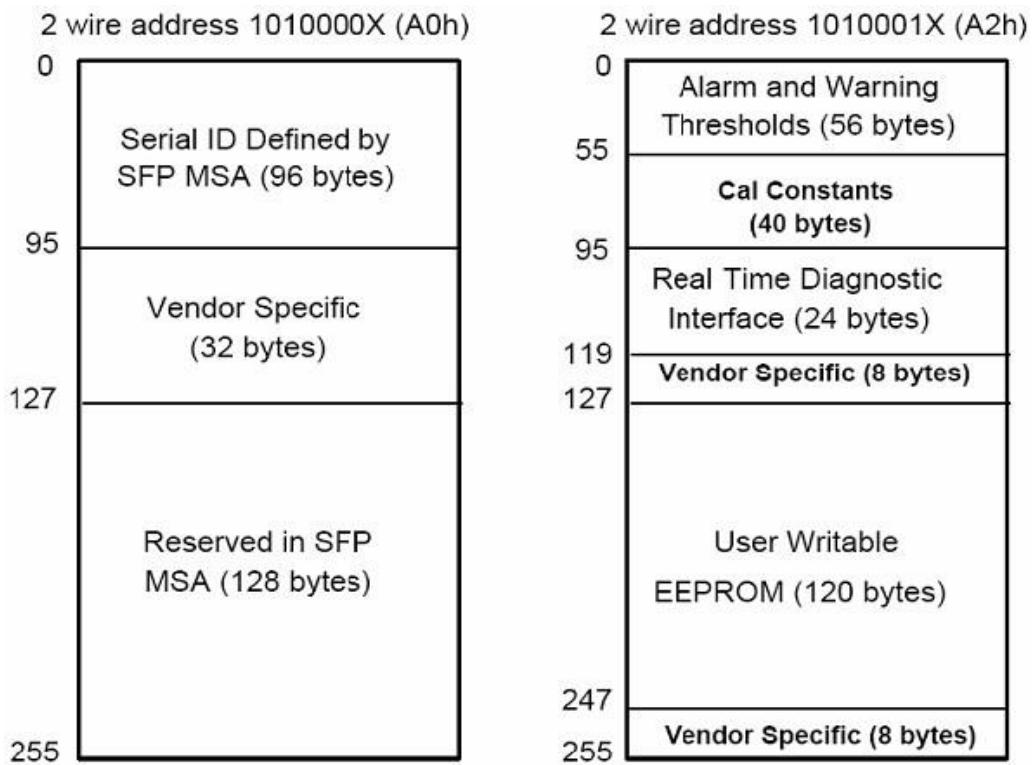 2 wire address 1010000X (A0h)
0
Serial ID Defined by
SFP MSA (96 bytes)
95
Vendor Specific
(32 bytes)
127
Reserved in SFP
MSA (128 bytes)
255
2 wire address 1010001X (A2h)
0
Alarm and Warning
Thresholds (56 bytes)
55
Cal Constants
(40 bytes)
95
Real Time Diagnostic
Interface (24 bytes)
119
Vendor Specific (8 bytes)
127
User Writable
EEPROM (120 bytes)
247
Vendor Specific (8 bytes)
255